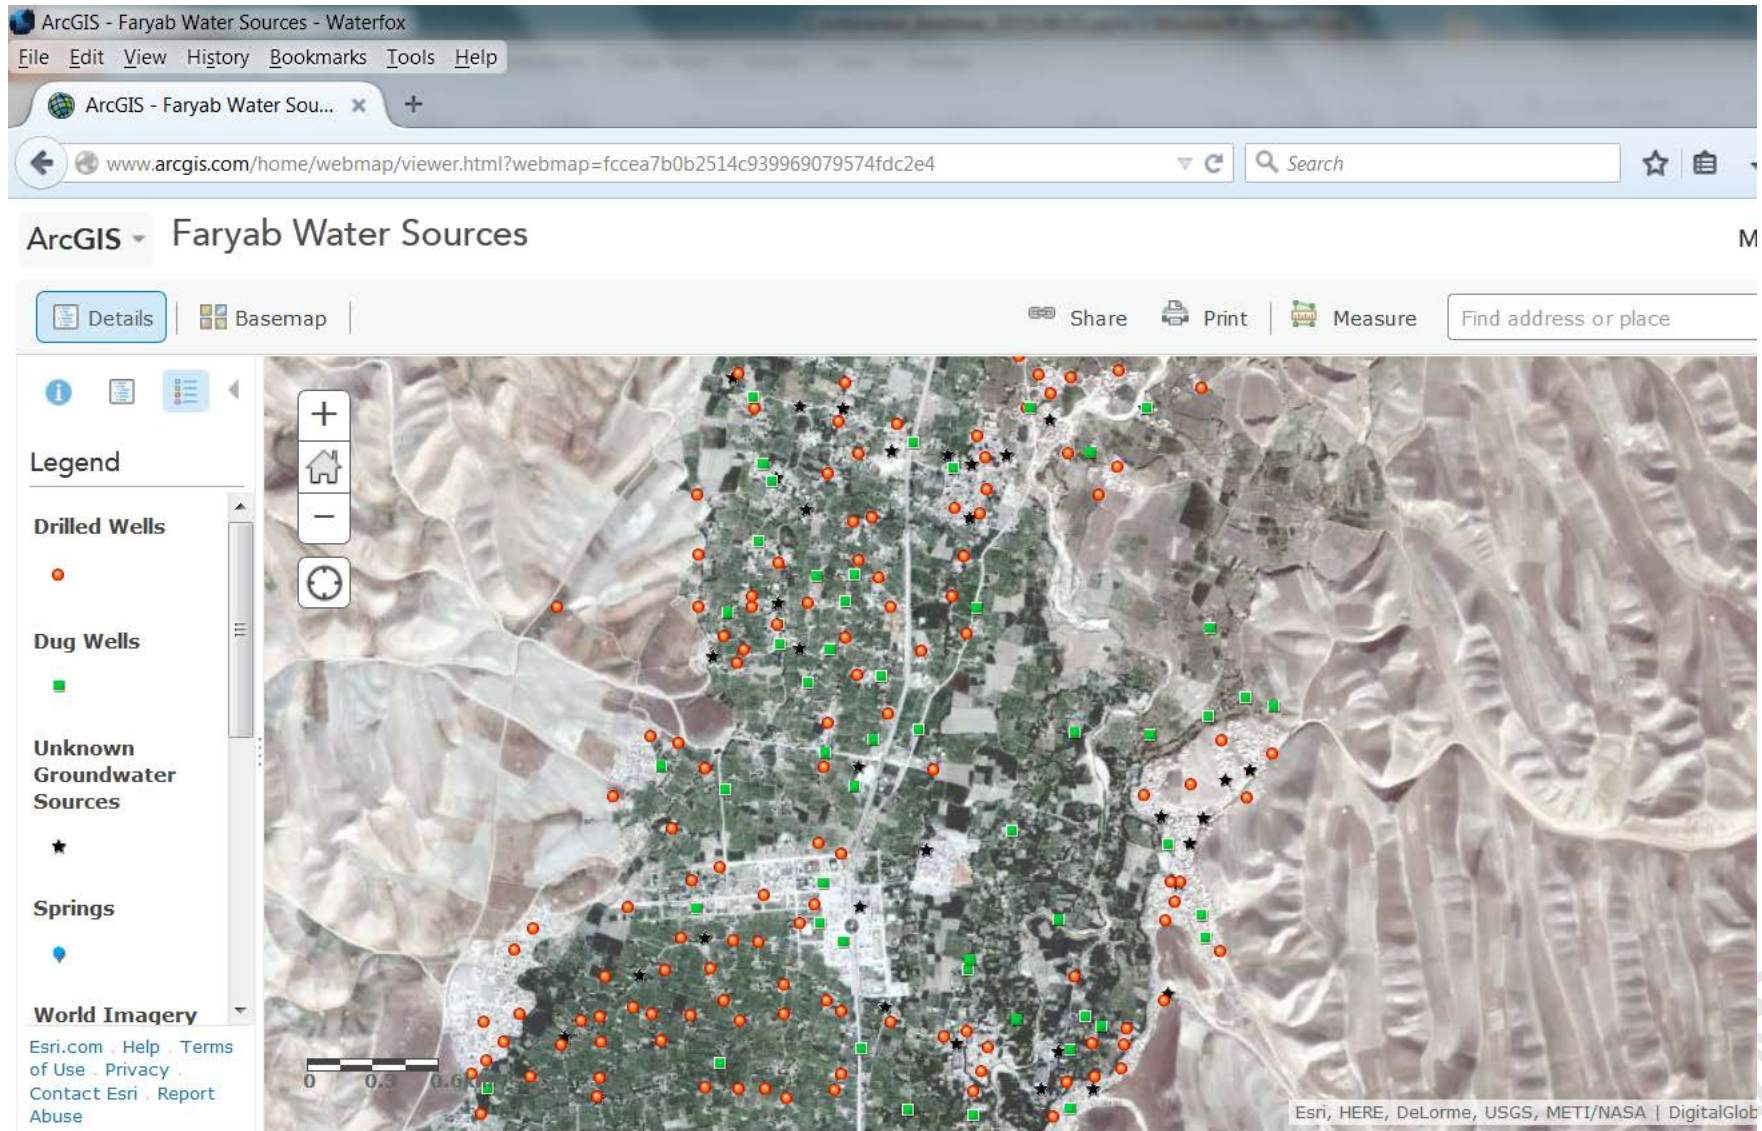 ArcGIS - Faryab Water Sources - Waterfox
File Edit View History Bookmarks Tools Help
ArcGIS - Faryab Water Sou...
www.arcgis.com/home/webmap/viewer.html?webmap=fccea7b0b2514c939969079574fdc2e4
Search
ArcGIS
Faryab Water Sources
M
Details
Basemap
Share
Print
Measure
Find address or place
Legend
Drilled Wells
Dug Wells
Unknown
Groundwater
Sources
Springs
World Imagery
Esri.com . Help . Terms
of Use . Privacy .
Contact Esri . Report
Abuse
0 0.3 0.6
Esri, HERE, DeLorme, USGS, METI/NASA | DigitalGlob